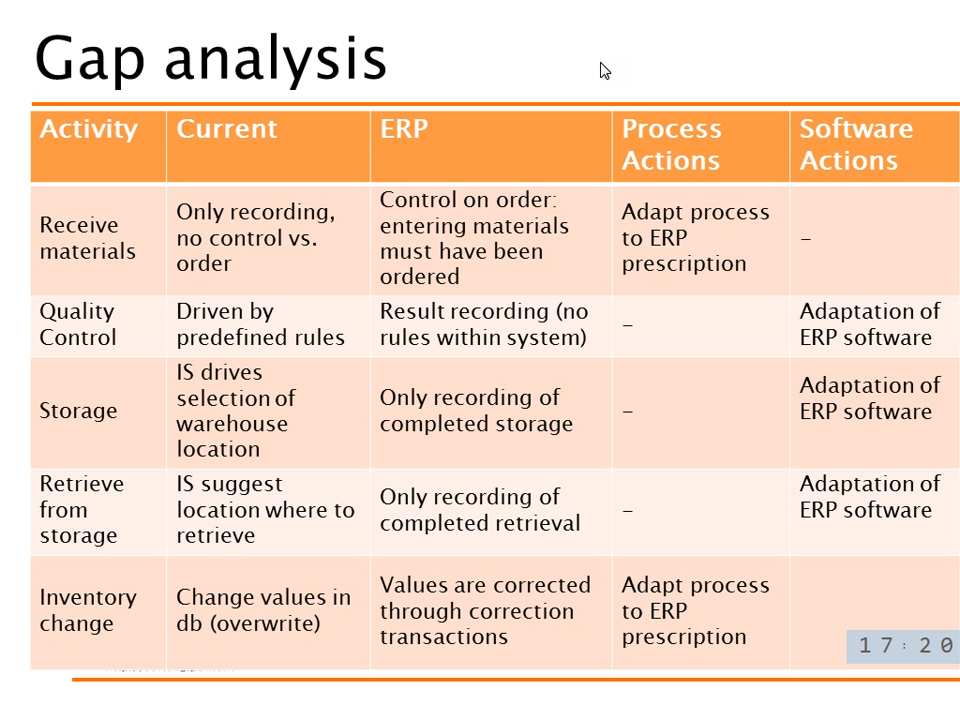 Gap analysis
Activity
Current
ERP
Process
Actions
Software
Actions
Receive
materials
Only recording,
no control vs.
order
Control on order:
entering materials
must have been
ordered
Adapt process
to ERP
prescription
-
Quality
Control
Driven by
predefined rules
Result recording (no
rules within system)
-
Adaptation of
ERP software
Storage
IS drives
selection of
warehouse
location
Only recording of
completed storage
-
Adaptation of
ERP software
Retrieve
from
storage
IS suggest
location where to
retrieve
Only recording of
completed retrieval
-
Adaptation of
ERP software
Inventory
change
Change values in
db (overwrite)
Values are corrected
through correction
transactions
Adapt process
to ERP
prescription
17:20